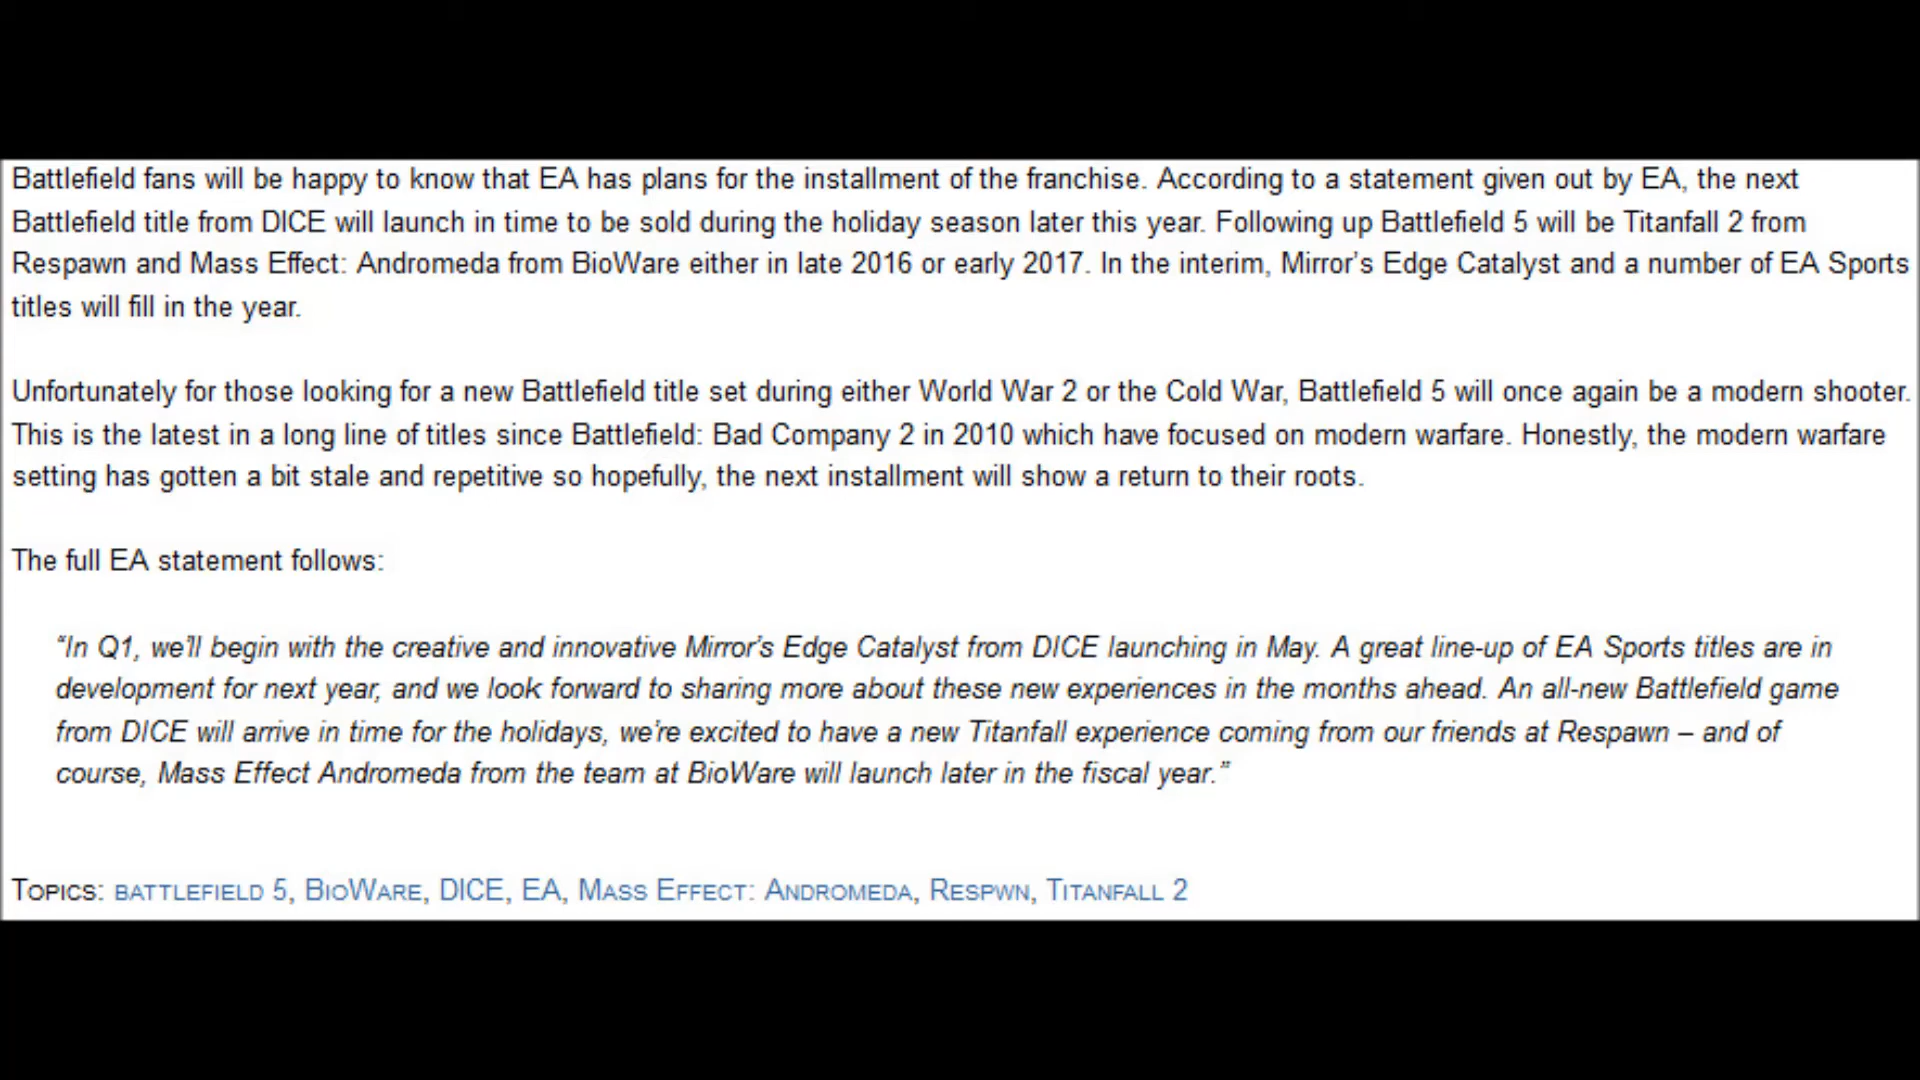 Battlefield fans will be happy to know that EA has plans for the installment of the franchise. According to a statement given out by EA, the next
Battlefield title from DICE will launch in time to be sold during the holiday season later this year. Following up Battlefield 5 will be Titanfall 2 from
Respawn and Mass Effect: Andromeda from BioWare either in late 2016 or early 2017. In the interim, Mirror’s Edge Catalyst and a number of EA Sports
titles will fill in the year.
Unfortunately for those looking for a new Battlefield title set during either World War 2 or the Cold War, Battlefield 5 will once again be a modern shooter.
This is the latest in a long line of titles since Battlefield: Bad Company 2 in 2010 which have focused on modern warfare. Honestly, the modern warfare
setting has gotten a bit stale and repetitive so hopefully, the next installment will show a return to their roots.
The full EA statement follows:
“In Q1, we’ll begin with the creative and innovative Mirror’s Edge Catalyst from DICE launching in May. A great line-up of EA Sports titles are in
development for next year, and we look forward to sharing more about these new experiences in the months ahead. An all-new Battlefield game
from DICE will arrive in time for the holidays, we’re excited to have a new Titanfall experience coming from our friends at Respawn – and of
course, Mass Effect Andromeda from the team at BioWare will launch later in the fiscal year.”
Topics: battlefield 5, BioWare, DICE, EA, Mass Effect: Andromeda, Respwn, Titanfall 2